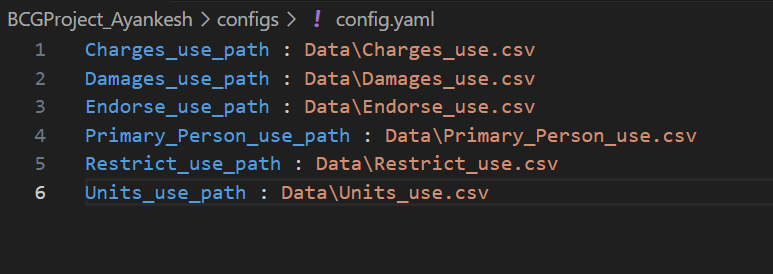 BCGProject_Ayankesh > configs > ! config.yaml
1 Charges_use_path : Data\Charges_use.csv
2 Damages_use_path : Data\Damages_use.csv
3 Endorse_use_path : Data\Endorse_use.csv
4 Primary_Person_use_path : Data\Primary_Person_use.csv
5 Restrict_use_path : Data\Restrict_use.csv
6 Units_use_path : Data\Units_use.csv